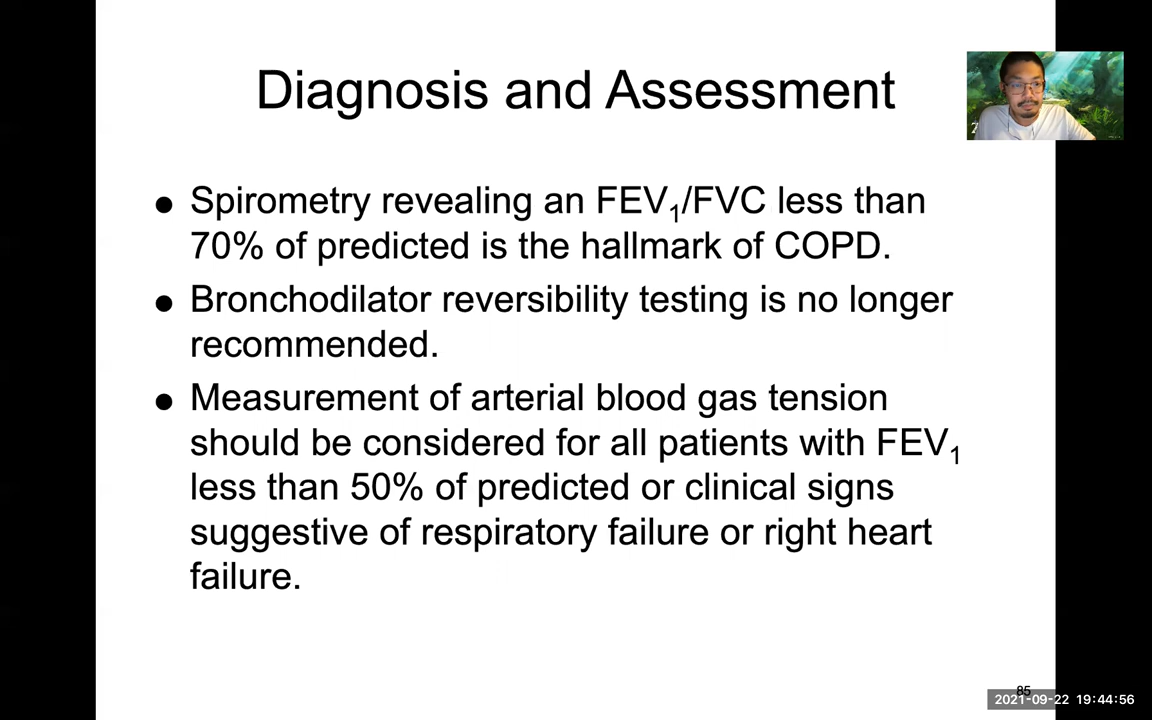 Diagnosis and Assessment
● Spirometry revealing an FEV₁/FVC less than
70% of predicted is the hallmark of COPD.
● Bronchodilator reversibility testing is no longer
recommended.
● Measurement of arterial blood gas tension
should be considered for all patients with FEV₁
less than 50% of predicted or clinical signs
suggestive of respiratory failure or right heart
failure.
85
2021-09-22 19:44:56